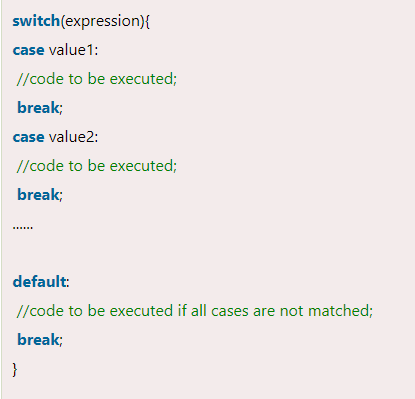 switch(expression){
case value1:
//code to be executed;
break;
case value2:
//code to be executed;
break;
......
default:
//code to be executed if all cases are not matched;
break;
}